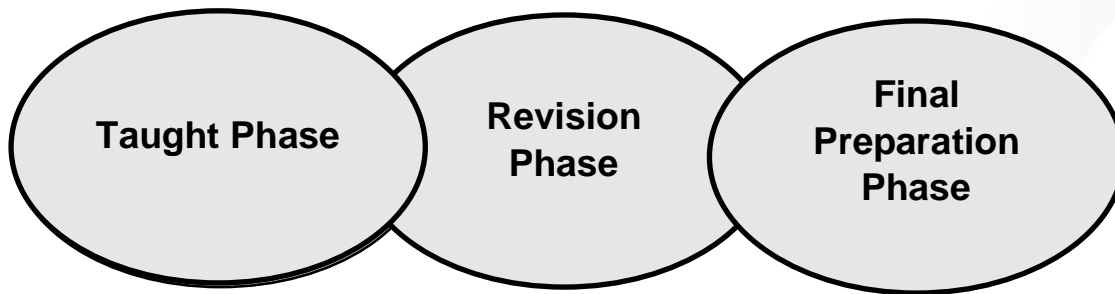 Taught Phase
Revision
Phase
Final
Preparation
Phase